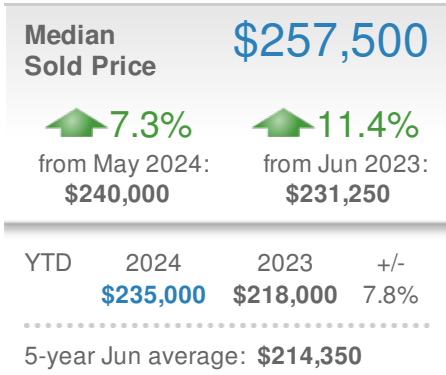 Median
Sold Price
$257,500
7.3%
from May 2024:
$240,000
11.4%
from Jun 2023:
$231,250
YTD 2024 2023 +/-
$235,000 $218,000 7.8%
5-year Jun average: $214,350